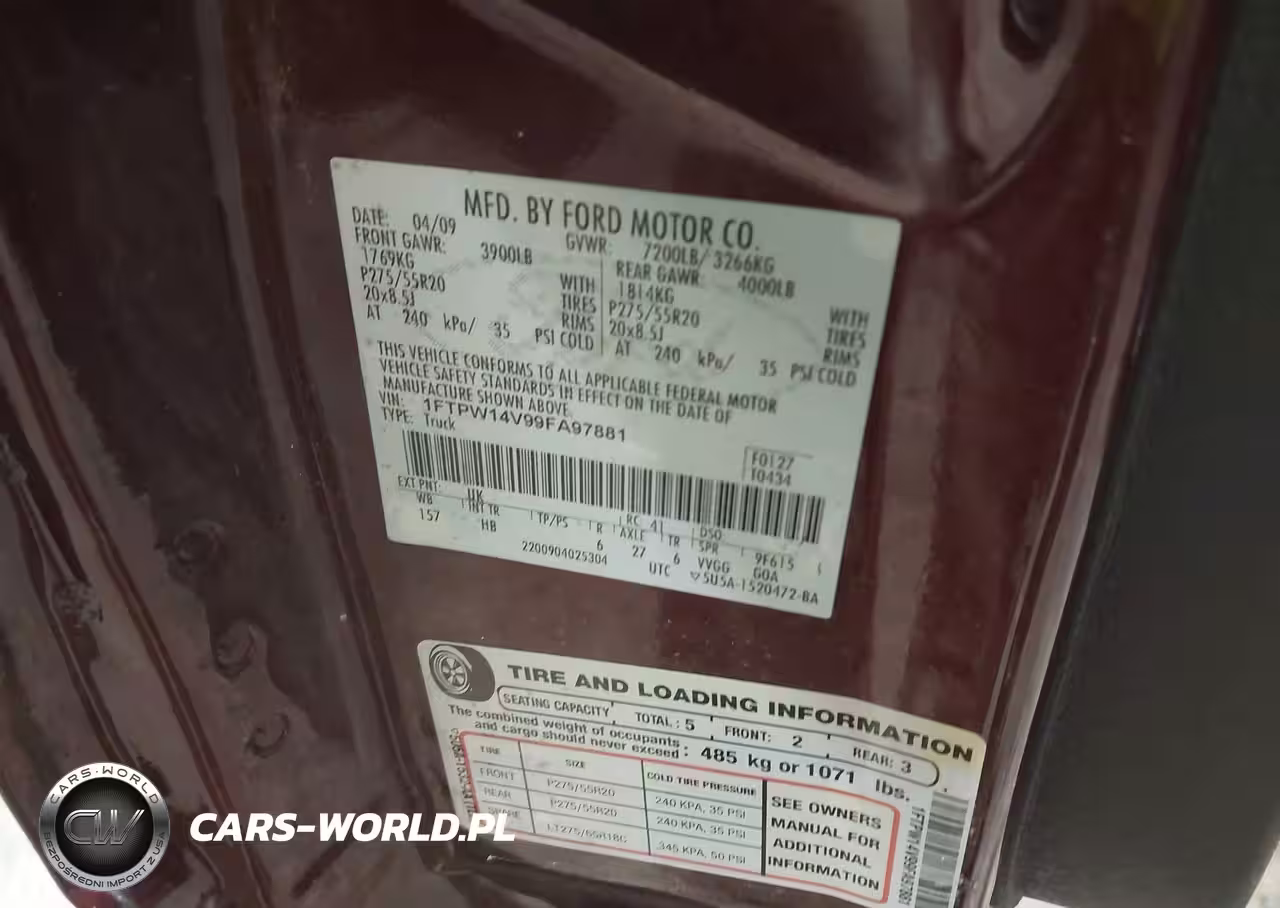 MFD. BY FORD MOTOR CO.
DATE: 04/09 GVWR: 7200LB/ 3266KG
FRONT GAWR: 3900LB REAR GAWR: 4000LB
1769KG WITH 1814KG WITH
P275/55R20 TIRES P275/55R20 TIRES
20x8.5J RIMS 20x8.5J RIMS
AT 240 kPa/ 35 PSI COLD AT 240 kPa/ 35 PSI COLD
THIS VEHICLE CONFORMS TO ALL APPLICABLE FEDERAL MOTOR
VEHICLE SAFETY STANDARDS IN EFFECT ON THE DATE OF
MANUFACTURE SHOWN ABOVE.
VIN: 1FTPW14V99FA97881
TYPE: Truck
F0127
T0434
EXT PNT: UK RC 41 DSO 9F615
WB INT TR TP/PS R AXLE TR SPR
157 HB 6 27 6 VVGG GOA
2200904025304 UTC ▽5U5A-1520472-BA
TIRE AND LOADING INFORMATION
SEATING CAPACITY TOTAL: 5 FRONT: 2 REAR: 3
The combined weight of occupants
and cargo should never exceed: 485 kg or 1071 lbs.
TIRE SIZE COLD TIRE PRESSURE
FRONT P275/55R20 240 KPA, 35 PSI
REAR P275/55R20 240 KPA, 35 PSI
SPARE LT275/65R18C 345 KPA, 50 PSI
SEE OWNERS
MANUAL FOR
ADDITIONAL
INFORMATION
1FTPW14V99FA97881
CARS-WORLD
CW
BEZPOŚREDNI IMPORT Z USA
CARS-WORLD.PL